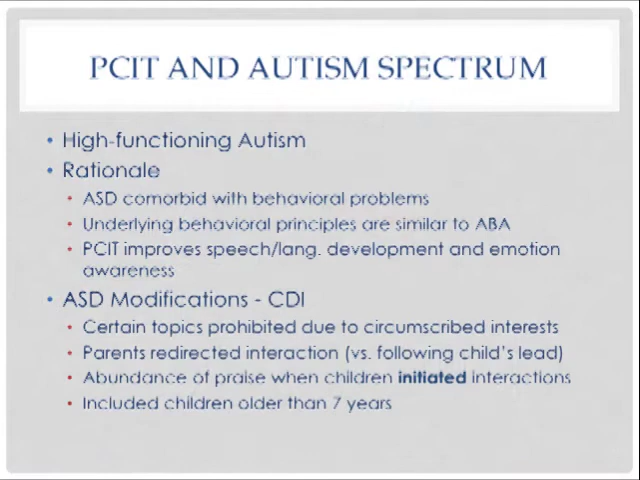 PCIT AND AUTISM SPECTRUM
• High-functioning Autism
• Rationale
• ASD comorbid with behavioral problems
• Underlying behavioral principles are similar to ABA
• PCIT improves speech/lang. development and emotion
awareness
• ASD Modifications - CDI
• Certain topics prohibited due to circumscribed interests
• Parents redirected interaction (vs. following child's lead)
• Abundance of praise when children initiated interactions
• Included children older than 7 years